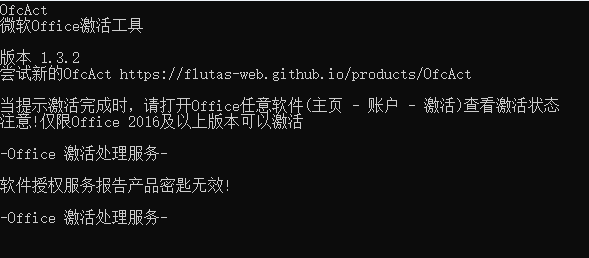 OfcAct
微软Office激活工具
版本 1.3.2
尝试新的OfcAct https://flutas-web.github.io/products/OfcAct
当提示激活完成时，请打开Office任意软件(主页 - 账户 - 激活)查看激活状态
注意!仅限Office 2016及以上版本可以激活
-Office 激活处理服务-
软件授权服务报告产品密匙无效!
-Office 激活处理服务-